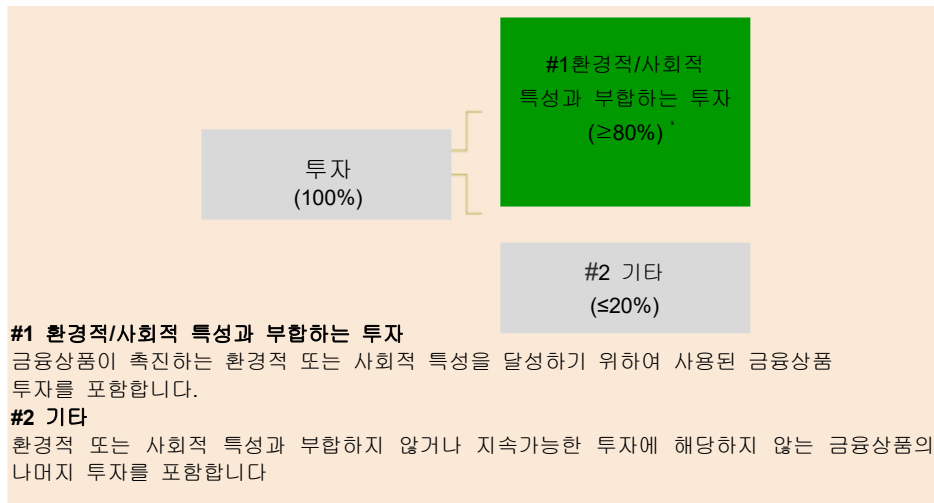 #1환경적/사회적
특성과 부합하는 투자
(≥80%) *
투자
(100%)
#2 기타
(≤20%)
#1 환경적/사회적 특성과 부합하는 투자
금융상품이 촉진하는 환경적 또는 사회적 특성을 달성하기 위하여 사용된 금융상품
투자를 포함합니다.
#2 기타
환경적 또는 사회적 특성과 부합하지 않거나 지속가능한 투자에 해당하지 않는 금융상품의
나머지 투자를 포함합니다